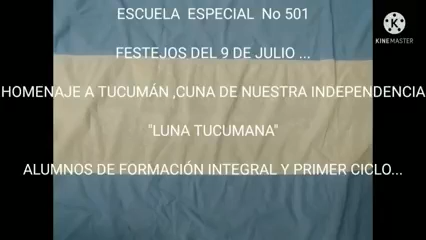 ESCUELA ESPECIAL No 501
KINEMASTER
FESTEJOS DEL 9 DE JULIO ...
HOMENAJE A TUCUMÁN ,CUNA DE NUESTRA INDEPENDENCIA
"LUNA TUCUMANA"
ALUMNOS DE FORMACIÓN INTEGRAL Y PRIMER CICLO...